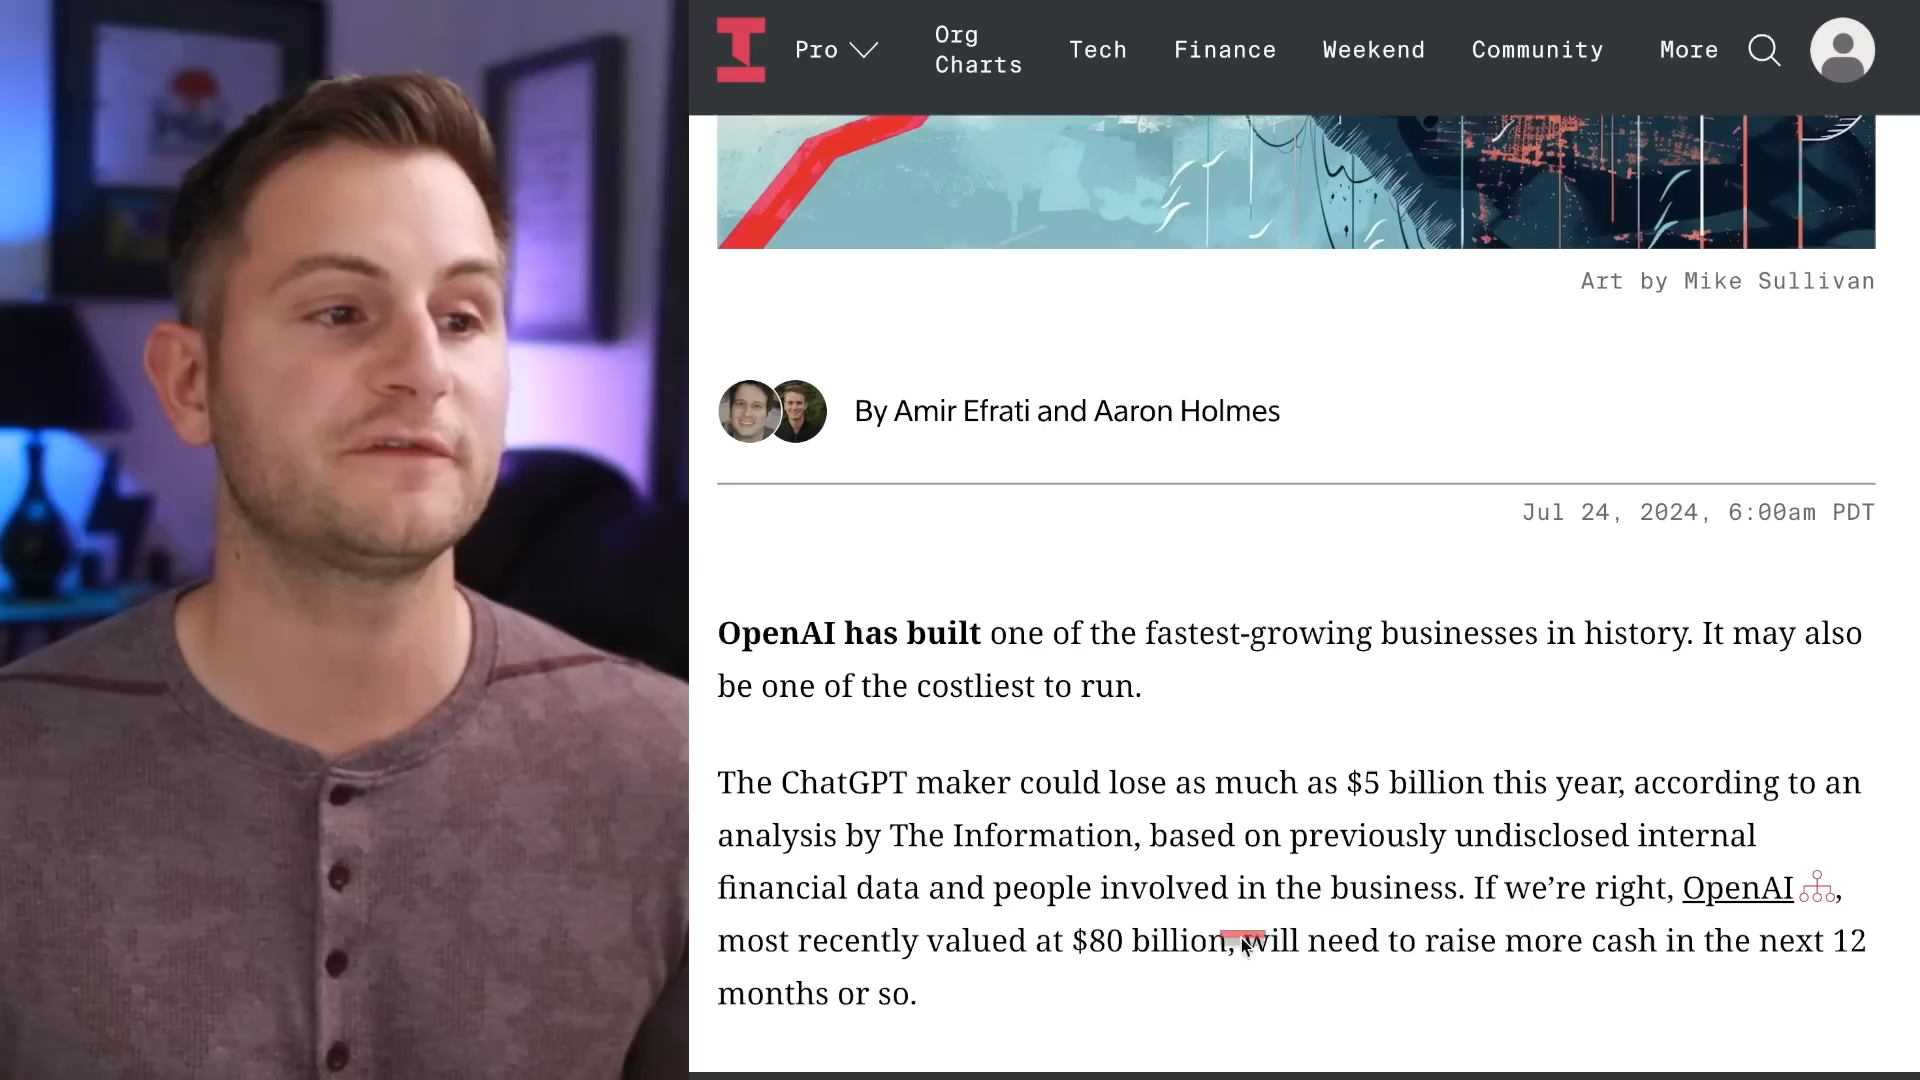 Pro
Org Charts
Tech
Finance
Weekend
Community
More
Art by Mike Sullivan
By Amir Efrati and Aaron Holmes
Jul 24, 2024, 6:00am PDT
OpenAI has built one of the fastest-growing businesses in history. It may also
be one of the costliest to run.
The ChatGPT maker could lose as much as $5 billion this year, according to an
analysis by The Information, based on previously undisclosed internal
financial data and people involved in the business. If we’re right, OpenAI,
most recently valued at $80 billion, will need to raise more cash in the next 12
months or so.